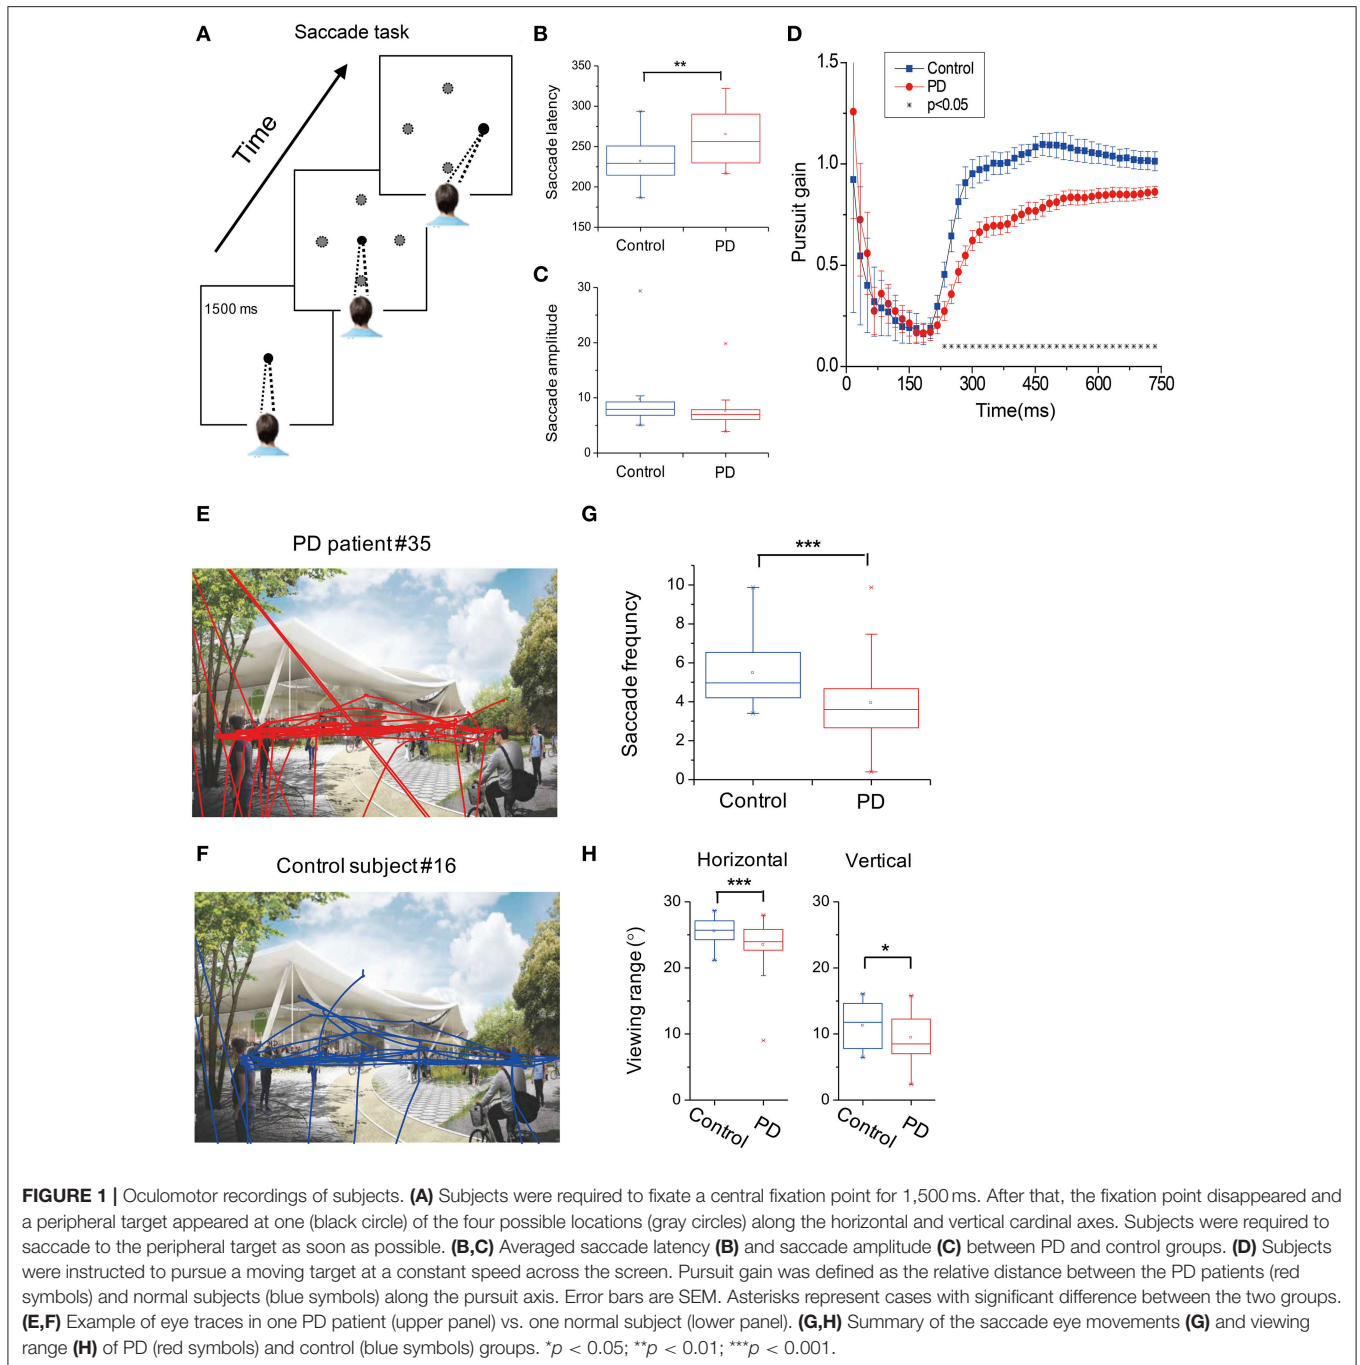 A
Saccade task
Time
1500 ms
B
**
Saccade latency
350
300
250
200
150
Control
PD
C
Saccade amplitude
30
20
10
0
Control
PD
D
Control
PD
* p<0.05
Pursuit gain
1.5
1.0
0.5
0.0
0
150
300
450
600
750
Time(ms)
E
PD patient #35
F
Control subject #16
G
***
Saccade frequncy
10
8
6
4
2
0
Control
PD
H
Horizontal
***
Viewing range (°)
30
20
10
0
Control
PD
Vertical
*
30
20
10
0
Control
PD
FIGURE 1 | Oculomotor recordings of subjects. (A) Subjects were required to fixate a central fixation point for 1,500 ms. After that, the fixation point disappeared and
a peripheral target appeared at one (black circle) of the four possible locations (gray circles) along the horizontal and vertical cardinal axes. Subjects were required to
saccade to the peripheral target as soon as possible. (B,C) Averaged saccade latency (B) and saccade amplitude (C) between PD and control groups. (D) Subjects
were instructed to pursue a moving target at a constant speed across the screen. Pursuit gain was defined as the relative distance between the PD patients (red
symbols) and normal subjects (blue symbols) along the pursuit axis. Error bars are SEM. Asterisks represent cases with significant difference between the two groups.
(E,F) Example of eye traces in one PD patient (upper panel) vs. one normal subject (lower panel). (G,H) Summary of the saccade eye movements (G) and viewing
range (H) of PD (red symbols) and control (blue symbols) groups. *p < 0.05; **p < 0.01; ***p < 0.001.